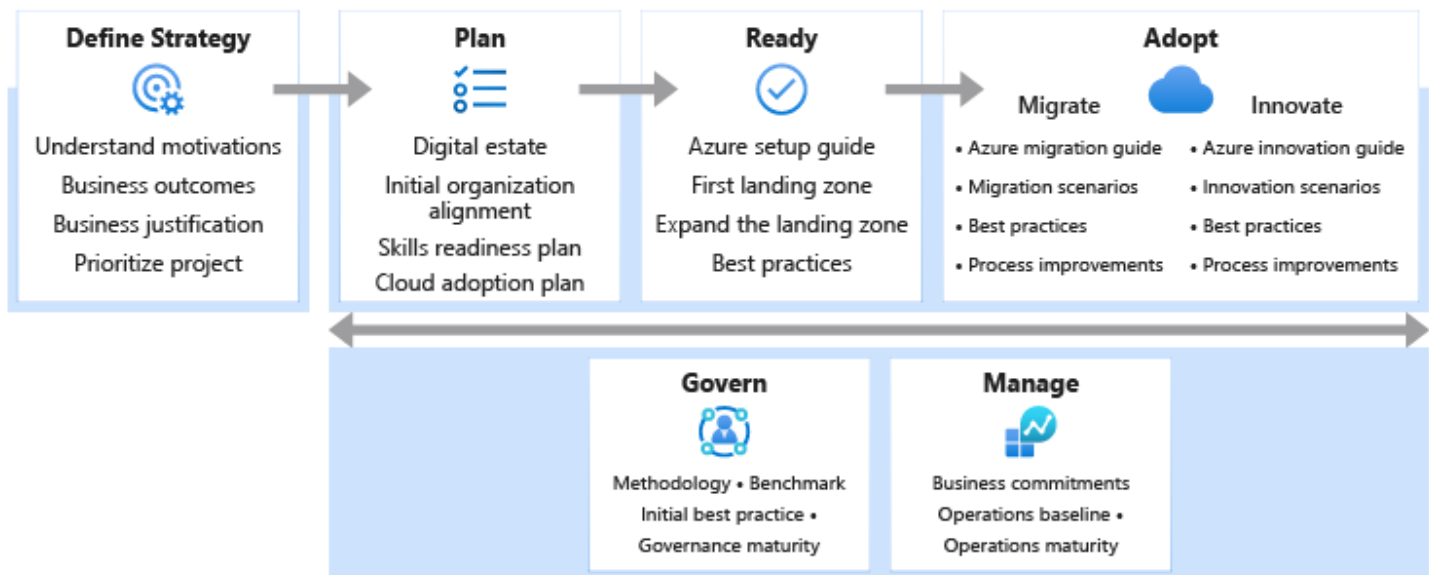 Define Strategy
Understand motivations
Business outcomes
Business justification
Prioritize project
Plan
Digital estate
Initial organization
alignment
Skills readiness plan
Cloud adoption plan
Ready
Azure setup guide
First landing zone
Expand the landing zone
Best practices
Adopt
Migrate
• Azure migration guide
• Migration scenarios
• Best practices
• Process improvements
Innovate
• Azure innovation guide
• Innovation scenarios
• Best practices
• Process improvements
Govern
Methodology • Benchmark
Initial best practice •
Governance maturity
Manage
Business commitments
Operations baseline •
Operations maturity